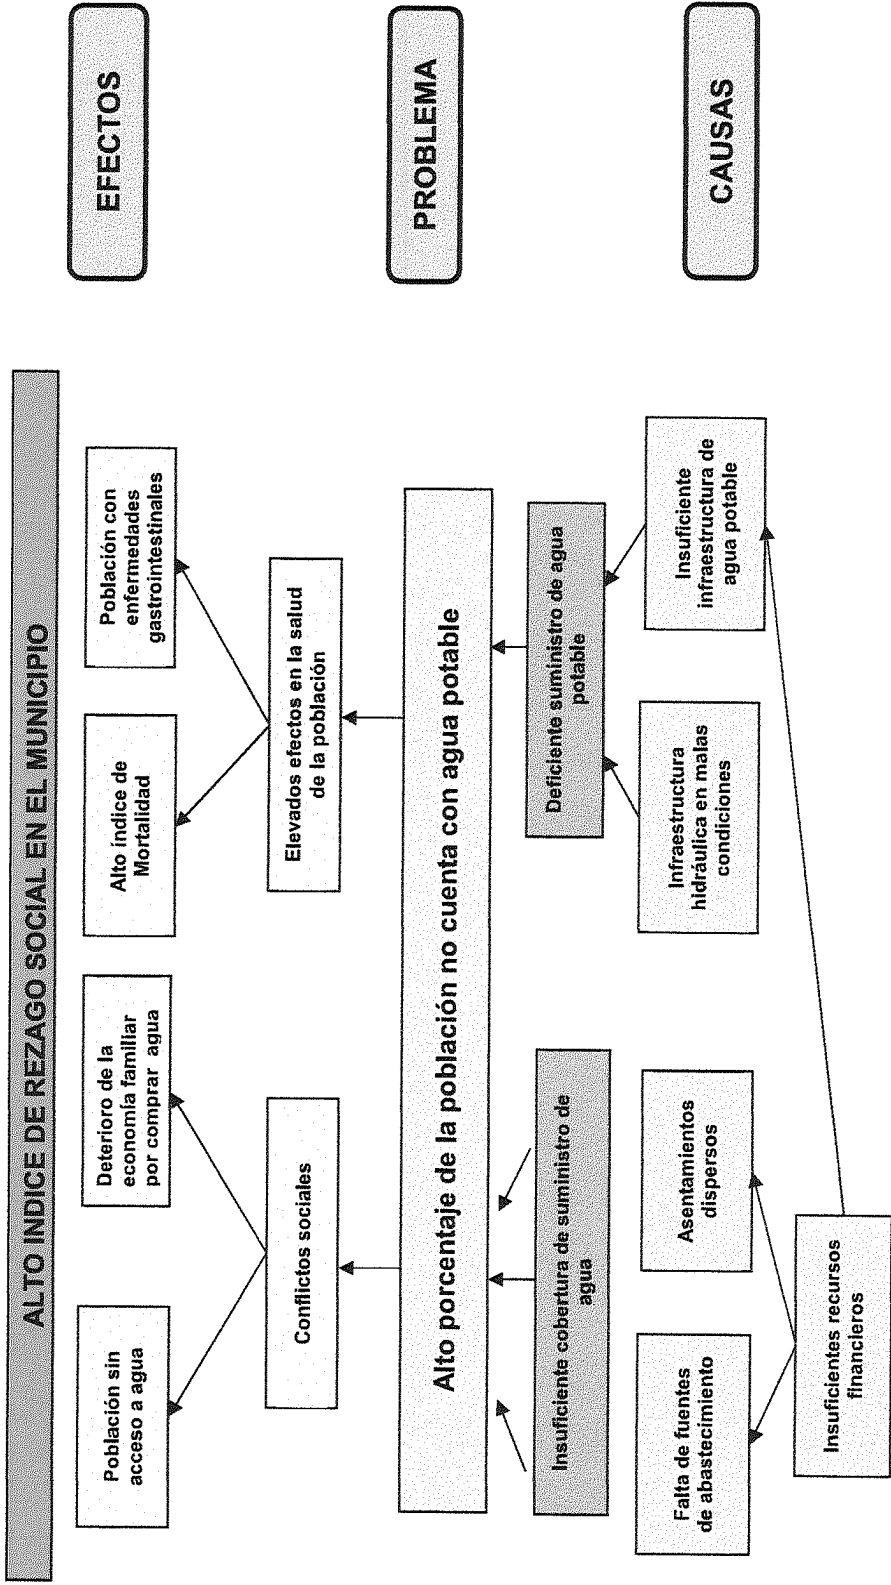 ALTO INDICE DE REZAGO SOCIAL EN EL MUNICIPIO
EFECTOS
Población sin
acceso a agua
Deterioro de la
economía familiar
por comprar agua
Alto índice de
Mortalidad
Población con
enfermedades
gastrointestinales
Conflictos sociales
Elevados efectos en la salud
de la población
PROBLEMA
Alto porcentaje de la población no cuenta con agua potable
Insuficiente cobertura de suministro de
agua
Deficiente suministro de agua
potable
CAUSAS
Falta de fuentes
de abastecimiento
Asentamientos
dispersos
Infraestructura
hidráulica en malas
condiciones
Insuficiente
infraestructura de
agua potable
Insuficientes recursos
financieros